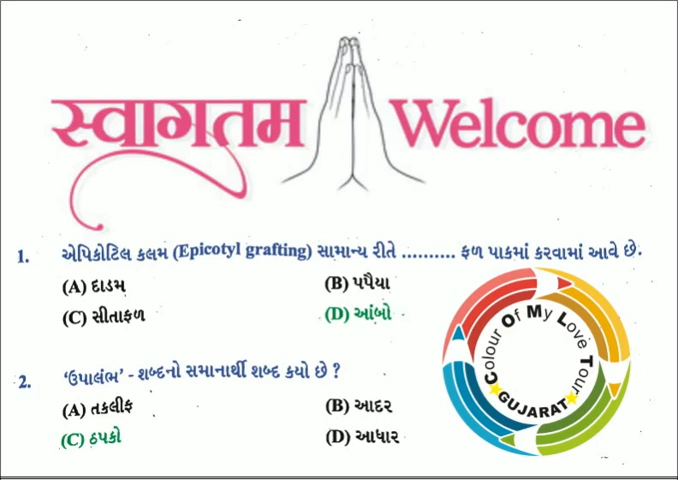 स्वागतम Welcome
1. એપિકોટિલ કલમ (Epicotyl grafting) સામાન્ય રીતે .......... ફળ પાકમાં કરવામાં આવે છે.
(A) દાડમ (B) પપૈયા
(C) સીતાફળ (D) આંબો
2. 'ઉપાલંભ' - શબ્દનો સમાનાર્થી શબ્દ કયો છે ?
(A) તકલીફ (B) આદર
(C) ઠપકો (D) આધાર
Colour Of My Love Tour
GUJARAT